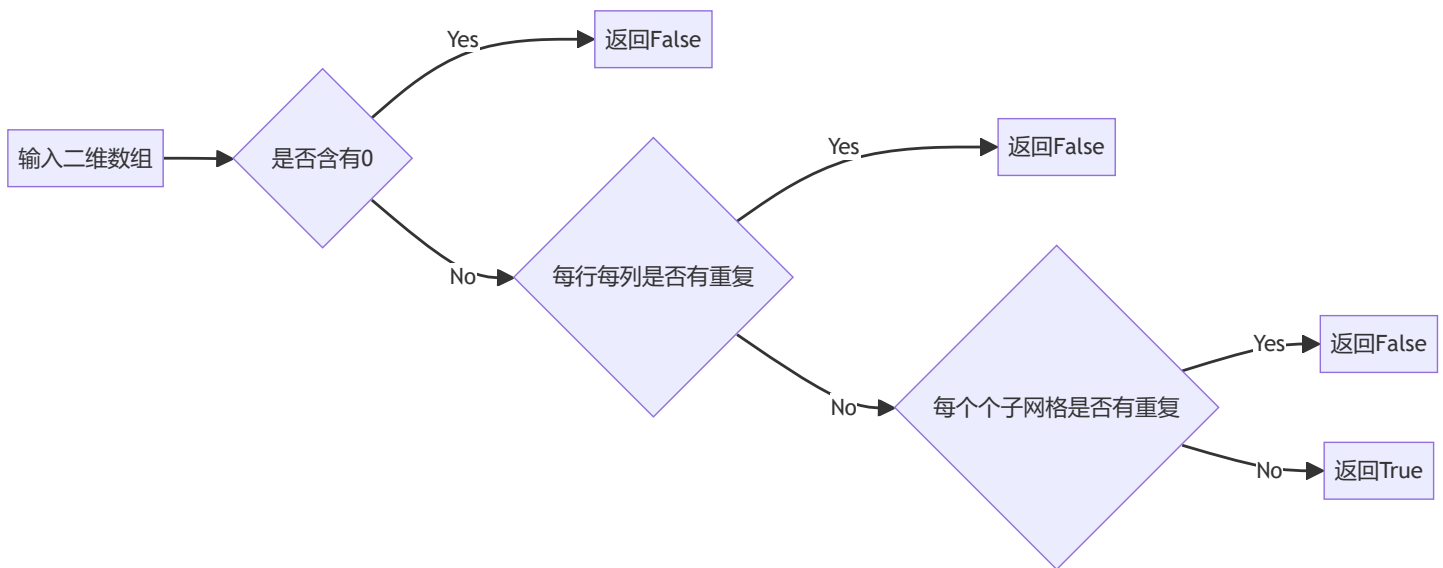 输入二维数组
是否含有0
Yes
返回False
No
每行每列是否有重复
Yes
返回False
No
每个个子网格是否有重复
Yes
返回False
No
返回True